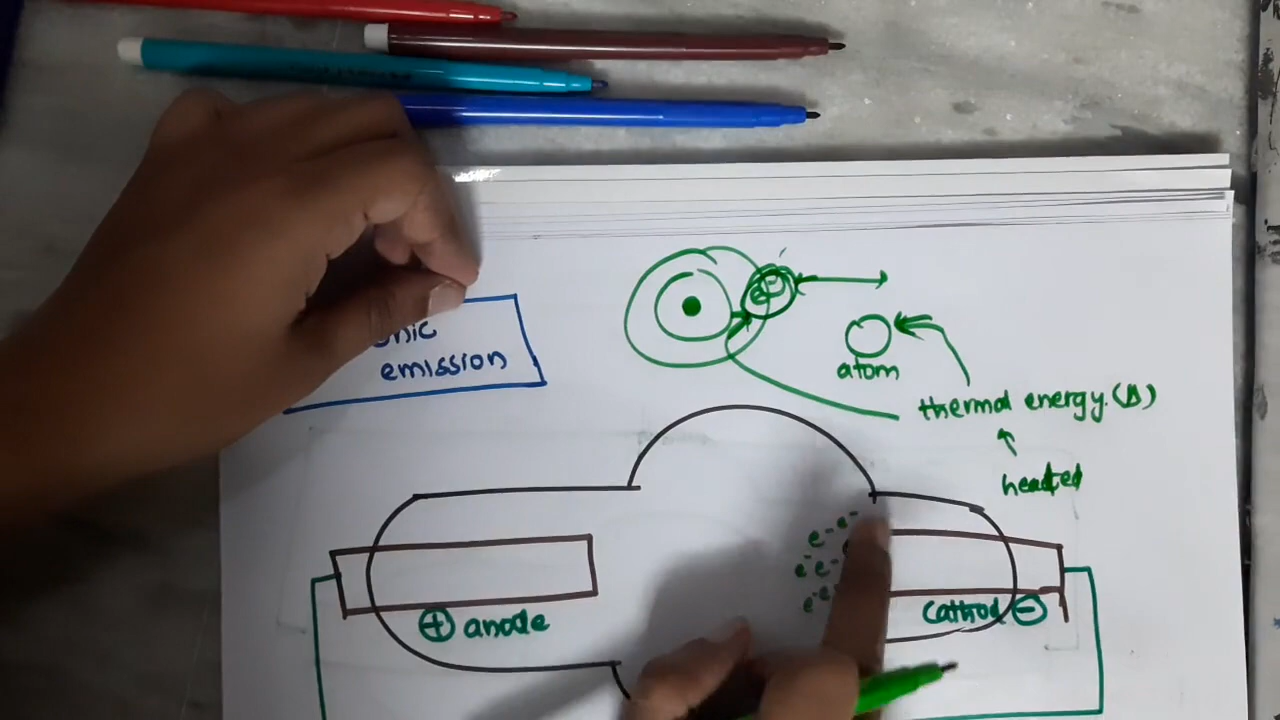 emission
atom
thermal energy. (Δ)
heated
e- e-
e- e-
e- e-
+ anode
Cathod -